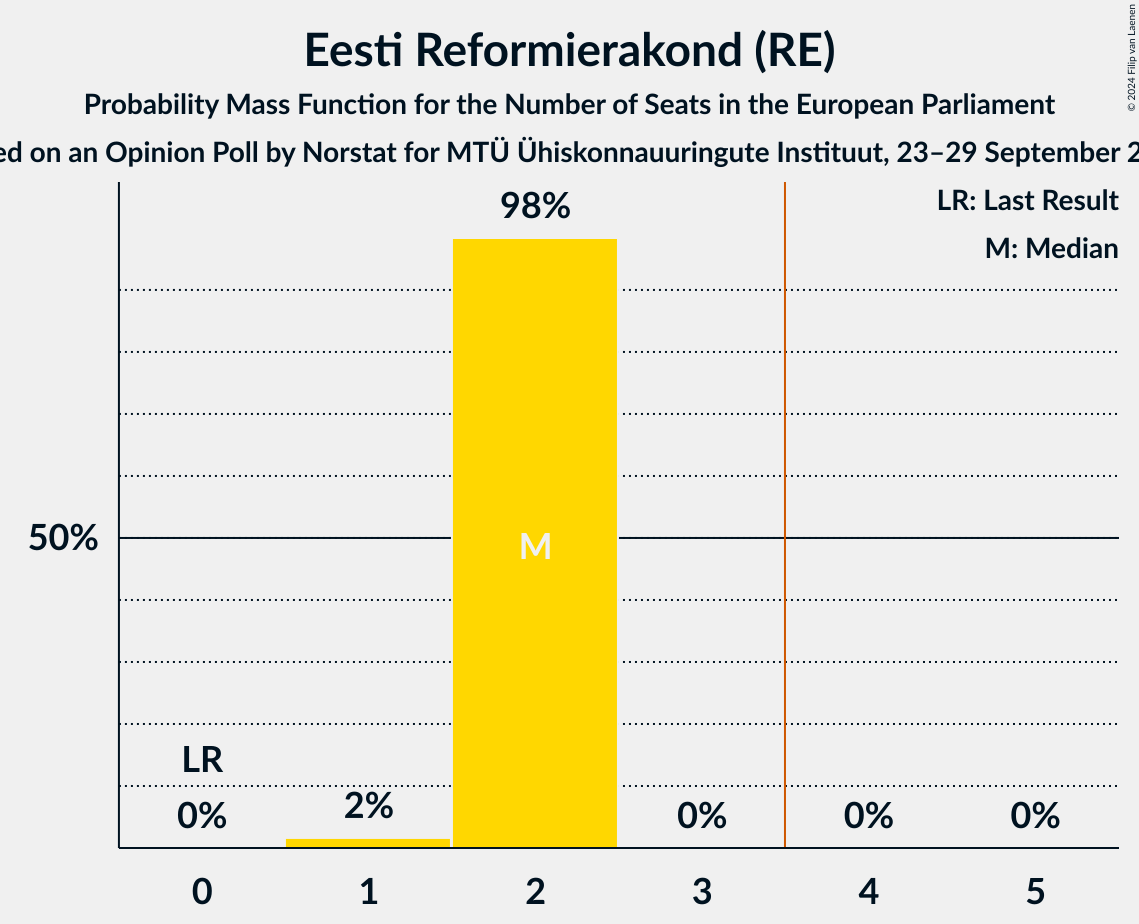 Eesti Reformierakond (RE)
Probability Mass Function for the Number of Seats in the European Parliament
on an Opinion Poll by Norstat for MTÜ Ühiskonnauuringute Instituut, 23–29 September
© 2024 Filip van Laenen
LR: Last Result
M: Median
98%
50%
M
LR
0%
2%
0%
0%
0%
0
1
2
3
4
5